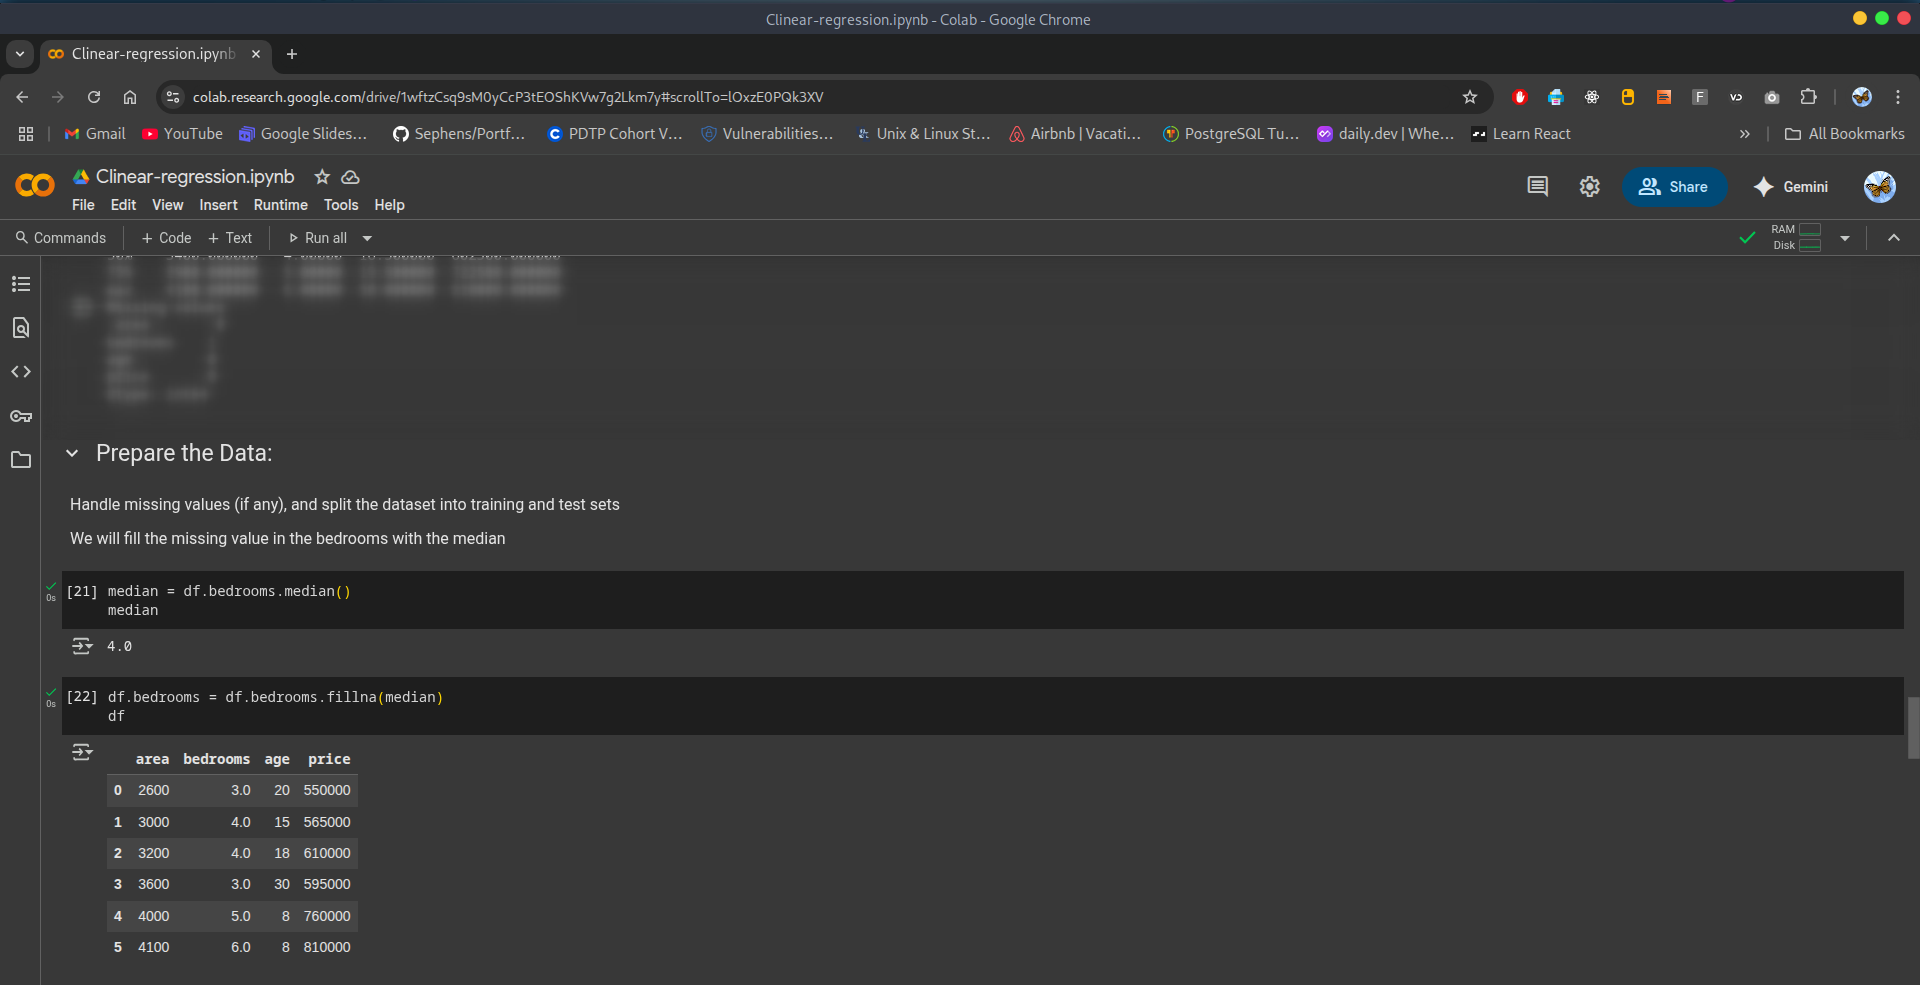 Clinear-regression.ipynb - Colab - Google Chrome
Clinear-regression.ipynb
colab.research.google.com/drive/1wftzCsq9sM0yCcP3tEOShKVw7g2Lkm7y#scrollTo=lOxzE0PQk3XV
Gmail YouTube Google Slides... Sephens/Portf... PDTP Cohort V... Vulnerabilities... Unix & Linux St... Airbnb | Vacati... PostgreSQL Tu... daily.dev | Whe... Learn React » All Bookmarks
Clinear-regression.ipynb
File Edit View Insert Runtime Tools Help
Share Gemini
Commands + Code + Text Run all
RAM
Disk
Prepare the Data:
Handle missing values (if any), and split the dataset into training and test sets
We will fill the missing value in the bedrooms with the median
[21] median = df.bedrooms.median()
0s
median
4.0
[22] df.bedrooms = df.bedrooms.fillna(median)
0s
df
area bedrooms age price
0 2600 3.0 20 550000
1 3000 4.0 15 565000
2 3200 4.0 18 610000
3 3600 3.0 30 595000
4 4000 5.0 8 760000
5 4100 6.0 8 810000